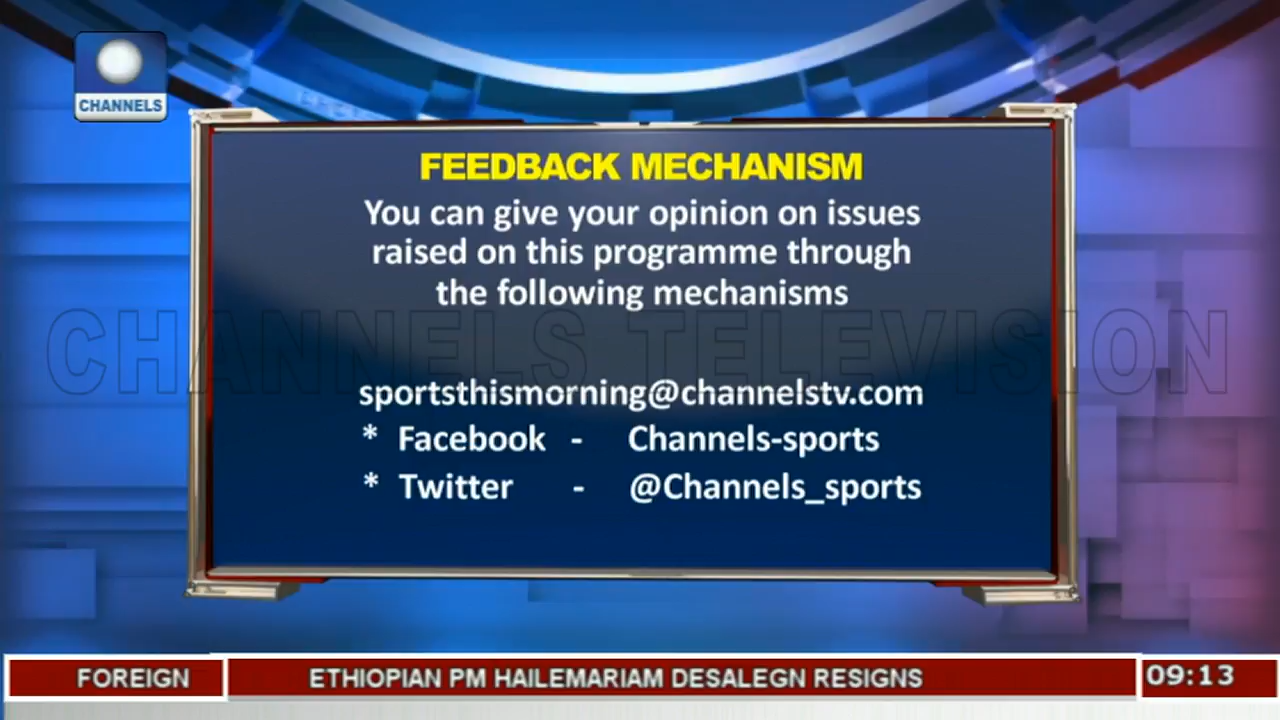 CHANNELS
FEEDBACK MECHANISM
You can give your opinion on issues
raised on this programme through
the following mechanisms
CHANNELS TELEVISION
sportsthismorning@channelstv.com
* Facebook - Channels-sports
* Twitter - @Channels_sports
FOREIGN
ETHIOPIAN PM HAILEMARIAM DESALEGN RESIGNS
09:13